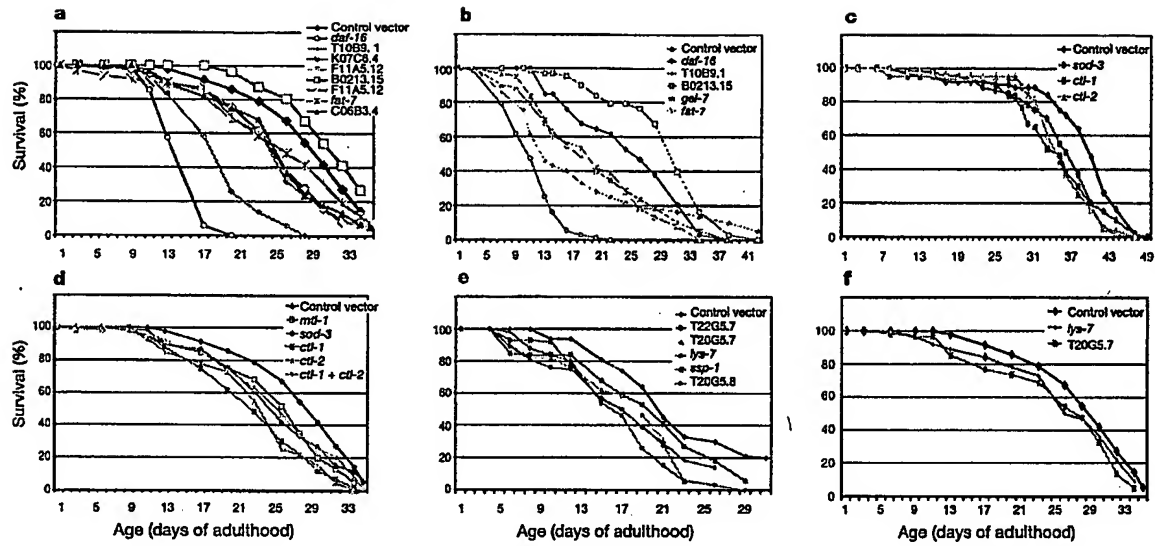 a
Control vector
daf-16
T10B9.1
K07C6.4
F11A5.12
B0213.15
F11A5.12
fat-7
C06B3.4
Survival (%)
100
80
60
40
20
0
1 5 9 13 17 21 25 29 33
b
Control vector
daf-16
T10B9.1
B0213.15
gei-7
fat-7
100
80
60
40
20
0
1 5 9 13 17 21 25 29 33 37 41
c
Control vector
sod-3
ctl-1
ctl-2
100
80
60
40
20
0
1 7 13 17 19 25 31 37 43 49
d
Control vector
mtl-1
sod-3
ctl-1
ctl-2
ctl-1 + ctl-2
Survival (%)
100
80
60
40
20
0
1 5 9 13 17 21 25 29 33
Age (days of adulthood)
e
Control vector
T22G5.7
T20G5.7
lys-7
ssp-1
T20G5.8
100
80
60
40
20
0
1 5 9 13 17 21 25 29
Age (days of adulthood)
f
Control vector
lys-7
T20G5.7
100
80
60
40
20
0
1 5 9 13 17 21 25 29 33
Age (days of adulthood)